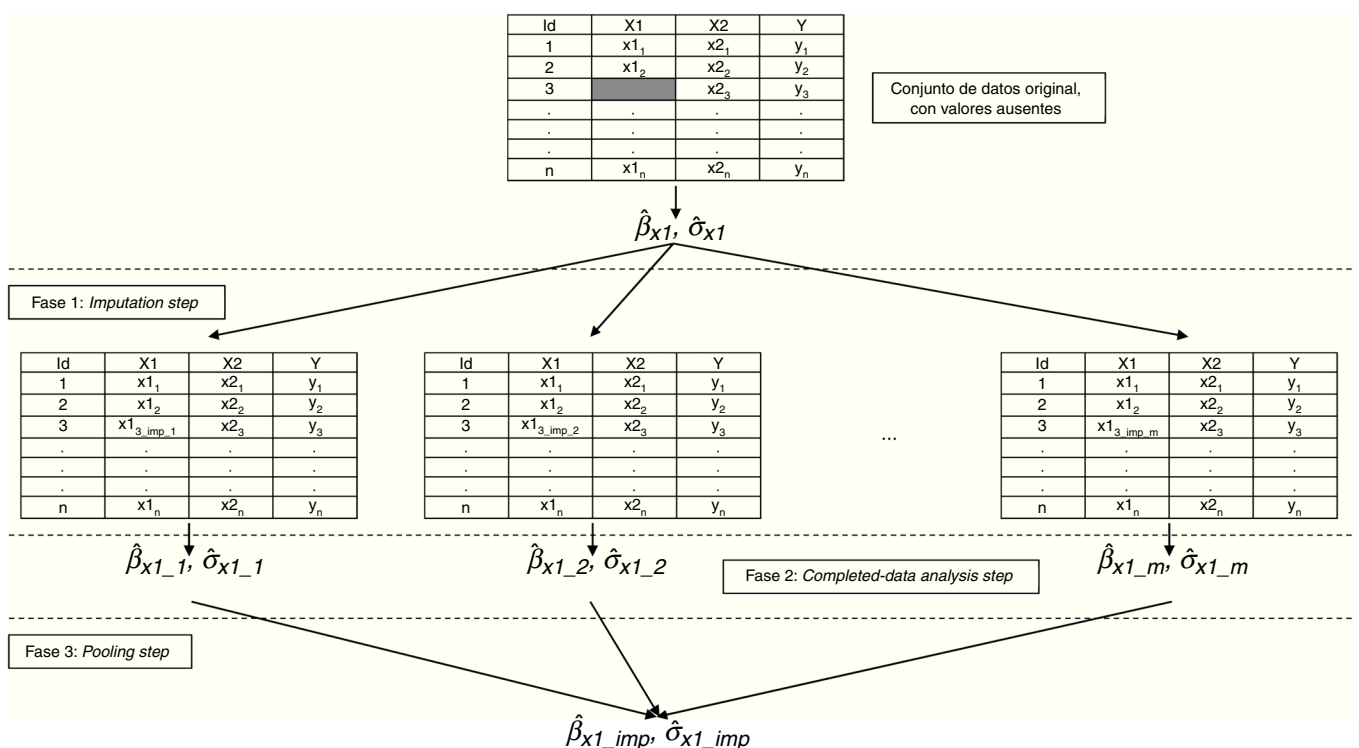 Id X1 X2 Y
1 x1₁ x2₁ y₁
2 x1₂ x2₂ y₂
3 x2₃ y₃
. . . .
. . . .
. . . .
n x1ₙ x2ₙ yₙ
Conjunto de datos original,
con valores ausentes
β̂x1, σ̂x1
Fase 1: Imputation step
Id X1 X2 Y
1 x1₁ x2₁ y₁
2 x1₂ x2₂ y₂
3 x1₃_imp_1 x2₃ y₃
. . . .
. . . .
. . . .
n x1ₙ x2ₙ yₙ
Id X1 X2 Y
1 x1₁ x2₁ y₁
2 x1₂ x2₂ y₂
3 x1₃_imp_2 x2₃ y₃
. . . .
. . . .
. . . .
n x1ₙ x2ₙ yₙ
...
Id X1 X2 Y
1 x1₁ x2₁ y₁
2 x1₂ x2₂ y₂
3 x1₃_imp_m x2₃ y₃
. . . .
. . . .
. . . .
n x1ₙ x2ₙ yₙ
β̂x1_1, σ̂x1_1
β̂x1_2, σ̂x1_2
Fase 2: Completed-data analysis step
β̂x1_m, σ̂x1_m
Fase 3: Pooling step
β̂x1_imp, σ̂x1_imp